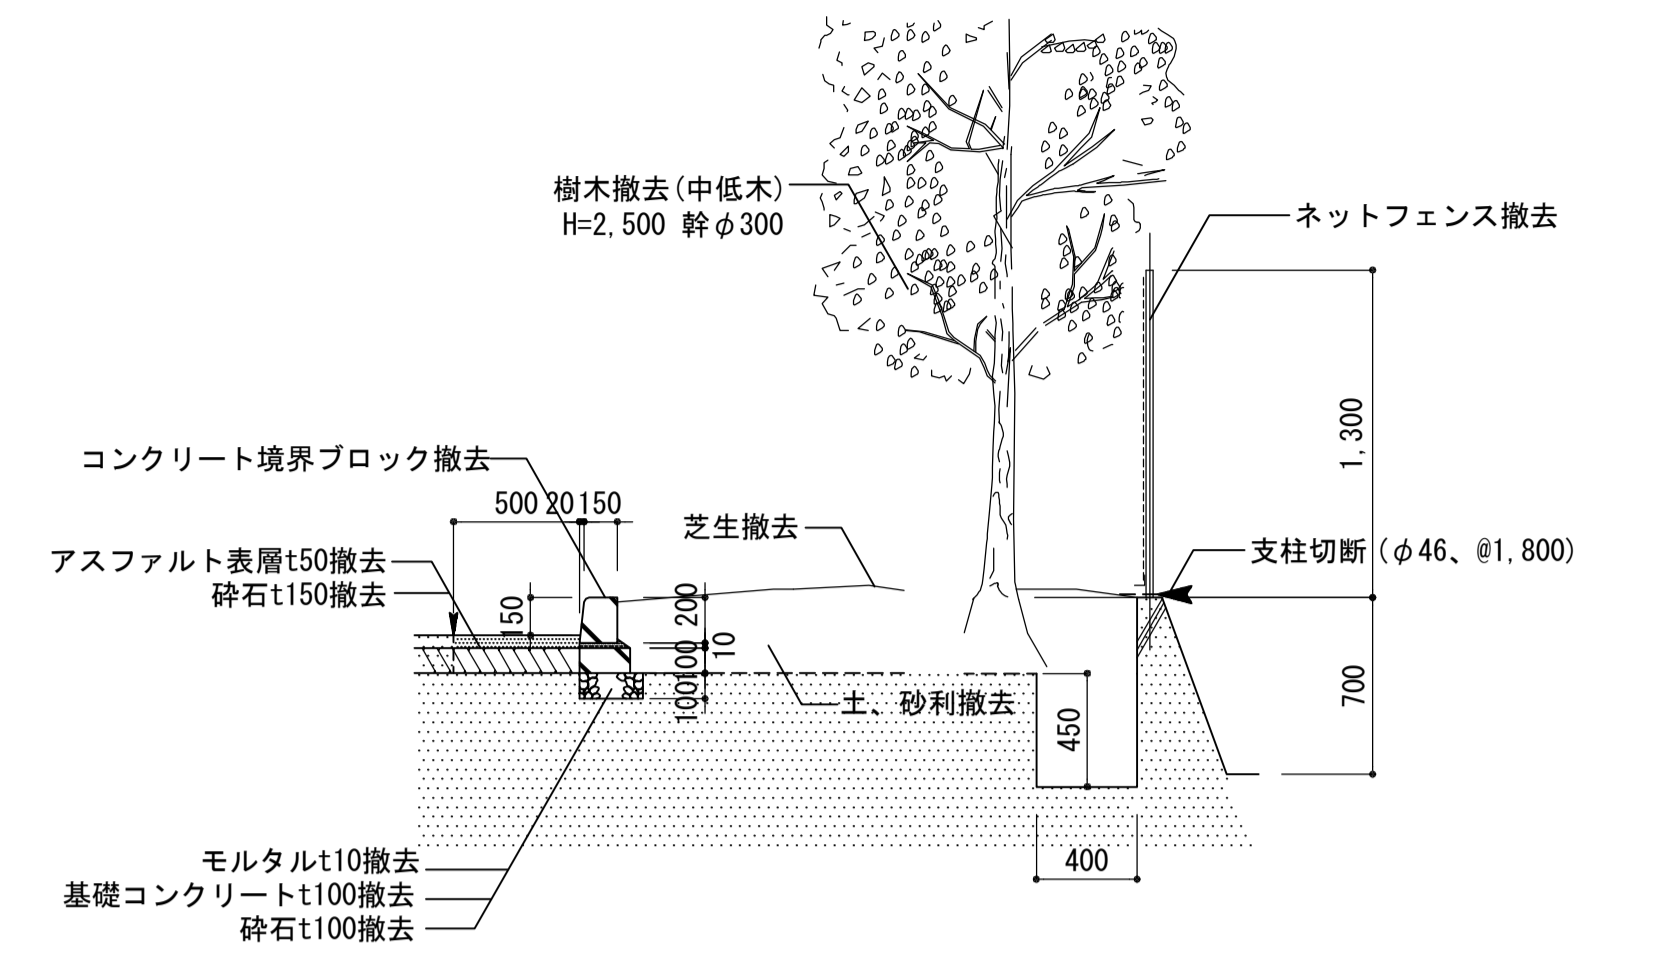 樹木撤去(中低木)
H=2,500 幹φ300
ネットフェンス撤去
1,300
コンクリート境界ブロック撤去
500 20 150
芝生撤去
アスファルト表層t50撤去
支柱切断(φ46、@1,800)
砕石t150撤去
150
200
10
100
100
土、砂利撤去
700
450
モルタルt10撤去
400
基礎コンクリートt100撤去
砕石t100撤去